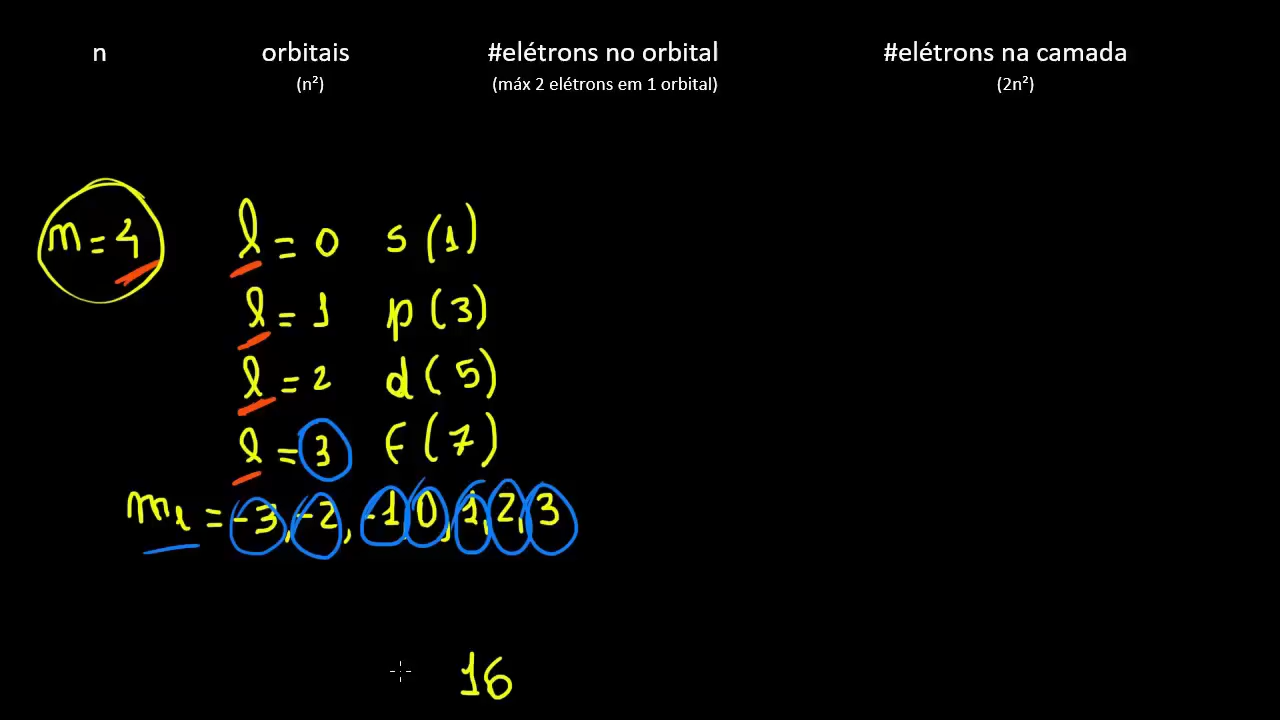 n orbitais #elétrons no orbital #elétrons na camada
(n²) (máx 2 elétrons em 1 orbital) (2n²)
n = 4 l = 0 s (1)
l = 1 p (3)
l = 2 d (5)
l = 3 f (7)
mₗ = -3, -2, -1, 0, 1, 2, 3
16